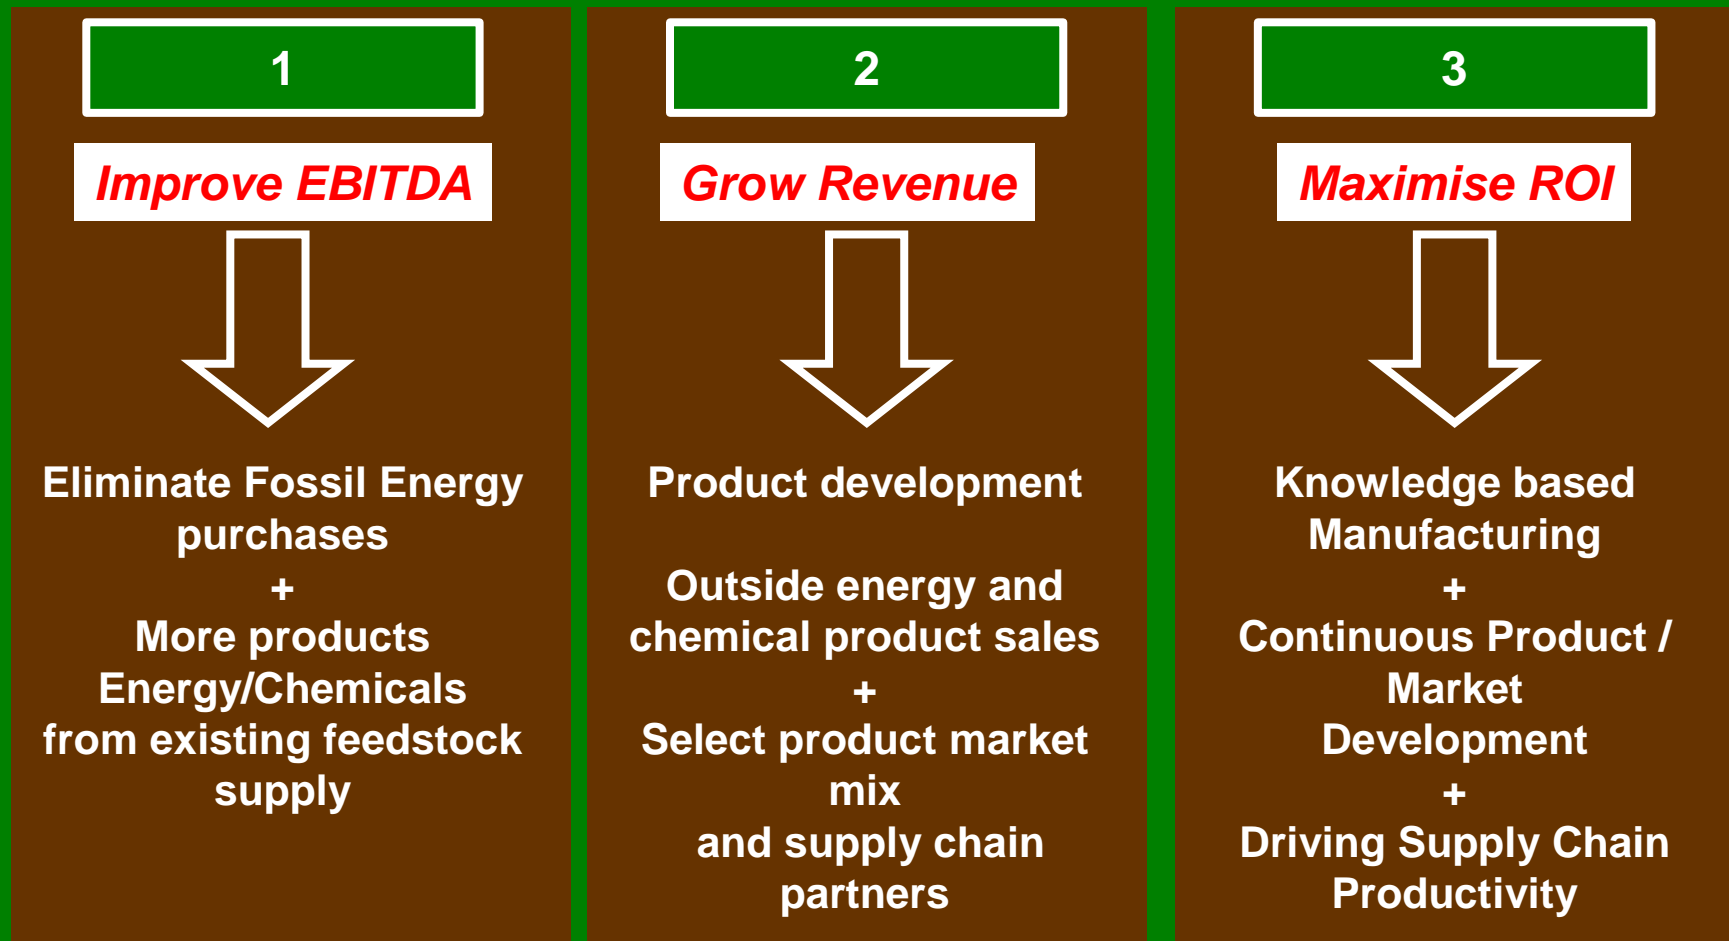 1
Improve EBITDA
Eliminate Fossil Energy
purchases
+
More products
Energy/Chemicals
from existing feedstock
supply
2
Grow Revenue
Product development
Outside energy and
chemical product sales
+
Select product market
mix
and supply chain
partners
3
Maximise ROI
Knowledge based
Manufacturing
+
Continuous Product /
Market
Development
+
Driving Supply Chain
Productivity